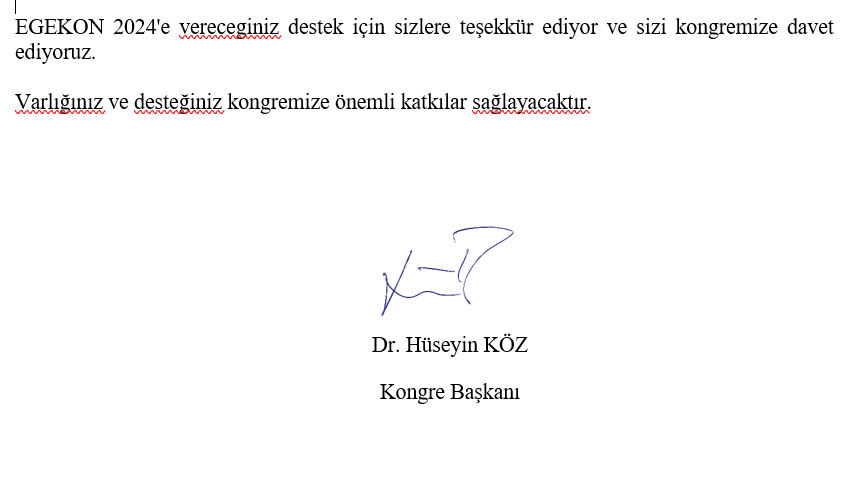 EGEKON 2024'e vereceginiz destek için sizlere teşekkür ediyor ve sizi kongremize davet
ediyoruz.
Varlığınız ve desteğiniz kongremize önemli katkılar sağlayacaktır.
Dr. Hüseyin KÖZ
Kongre Başkanı